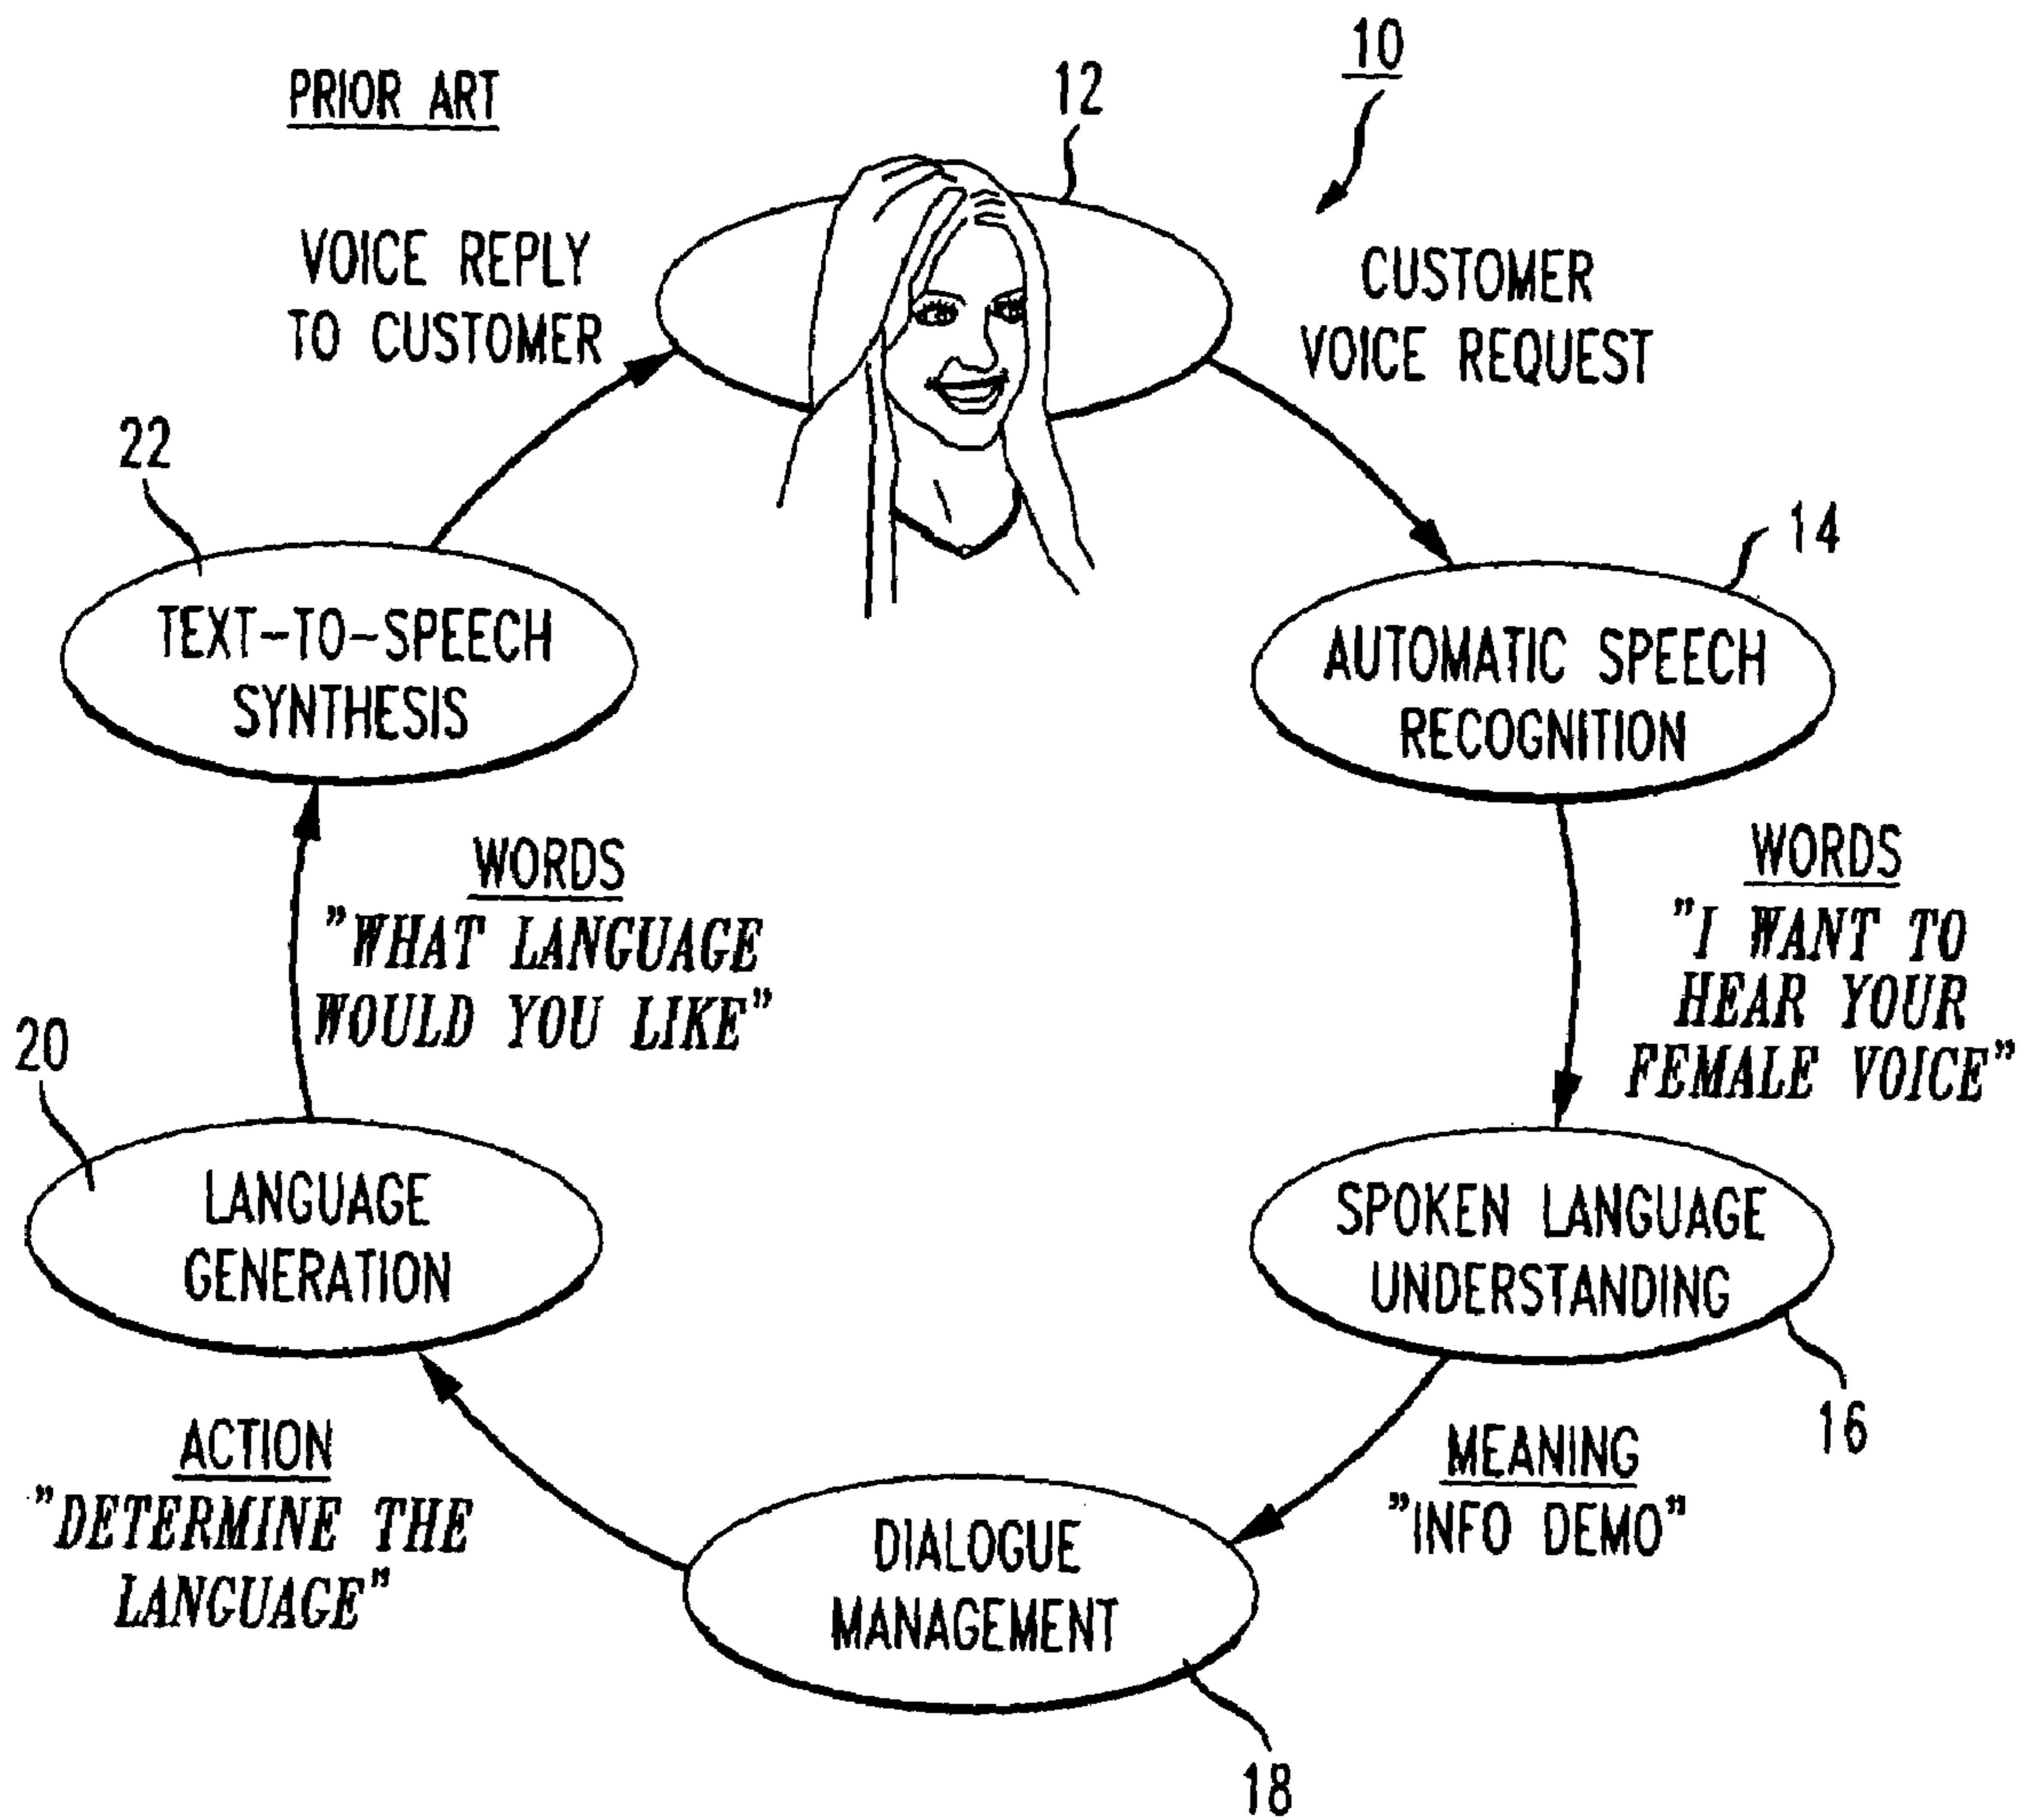 PRIOR ART
10
12
VOICE REPLY
TO CUSTOMER
CUSTOMER
VOICE REQUEST
22
14
TEXT-TO-SPEECH
SYNTHESIS
AUTOMATIC SPEECH
RECOGNITION
WORDS
"WHAT LANGUAGE
WOULD YOU LIKE"
WORDS
"I WANT TO
HEAR YOUR
FEMALE VOICE"
20
LANGUAGE
GENERATION
SPOKEN LANGUAGE
UNDERSTANDING
16
ACTION
"DETERMINE THE
LANGUAGE"
MEANING
"INFO DEMO"
DIALOGUE
MANAGEMENT
18